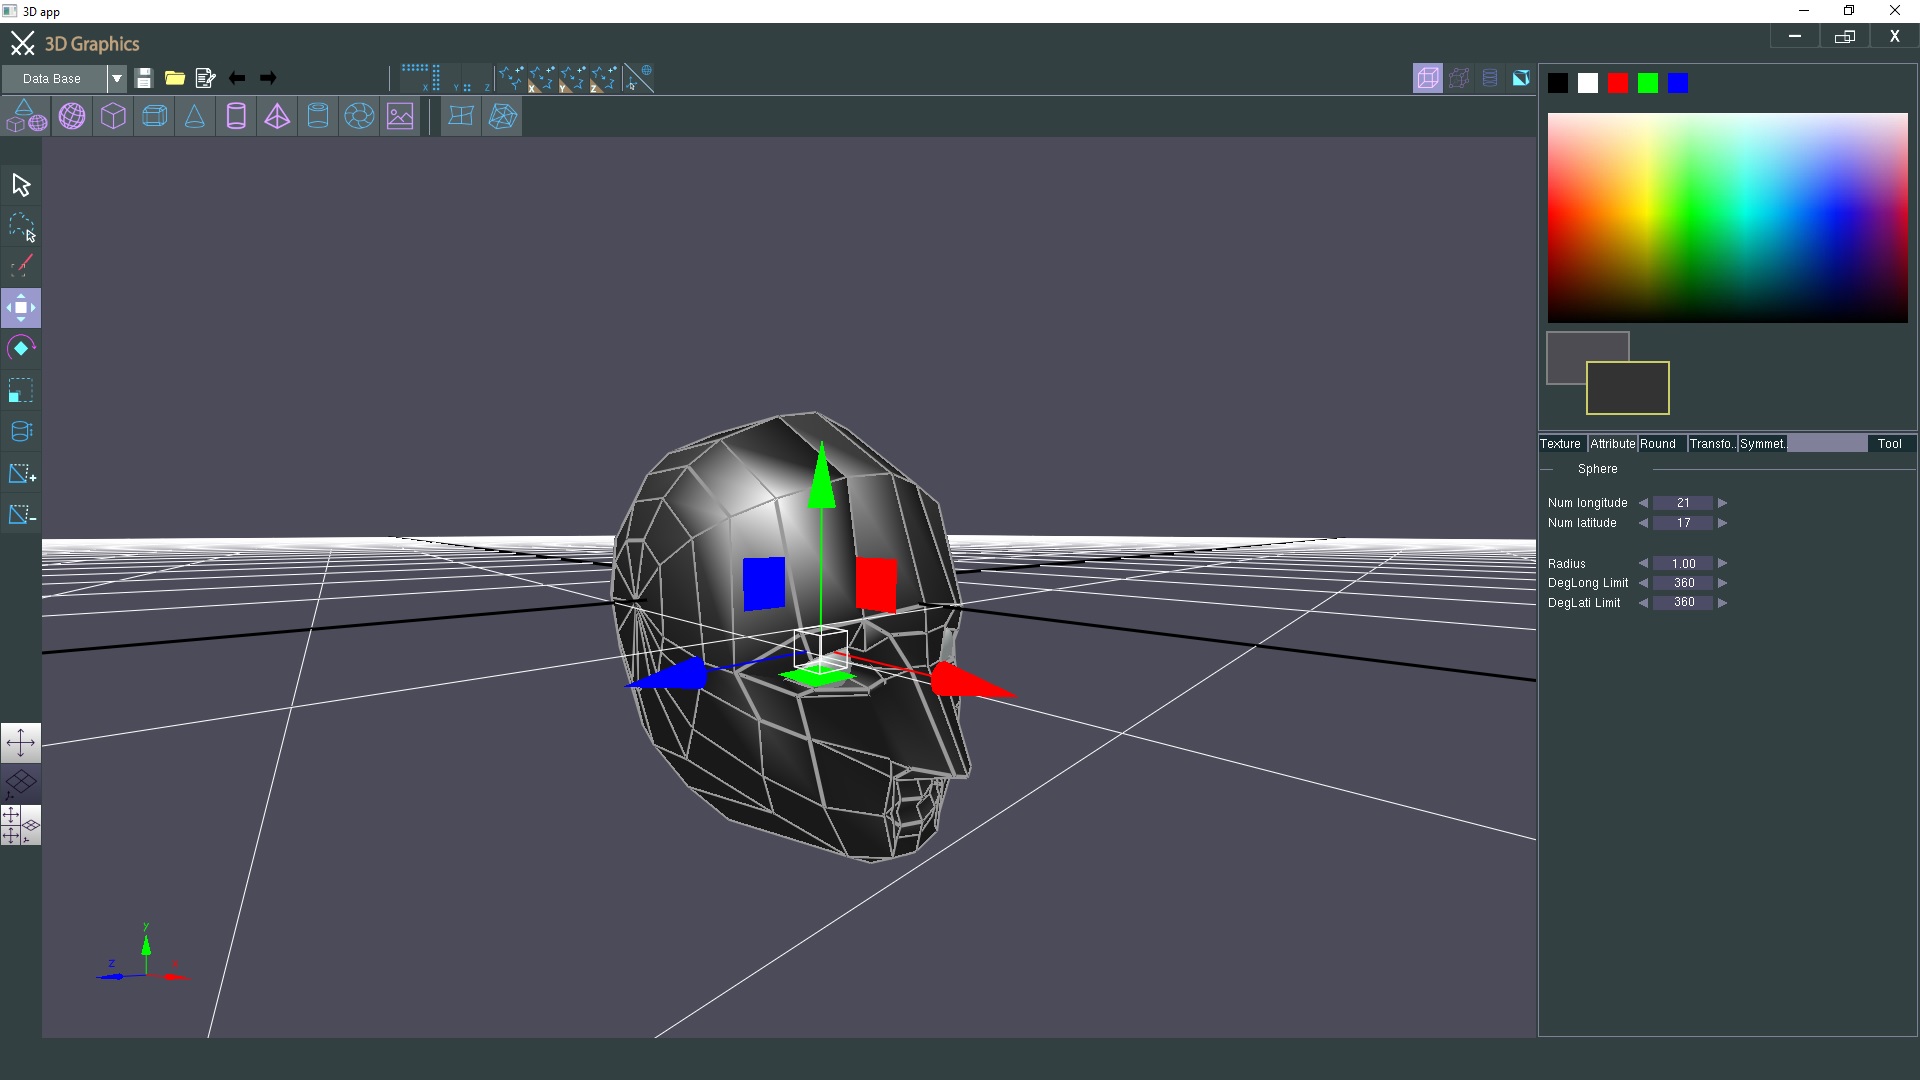 3D app
3D Graphics
X
Data Base
X Y Z
X Y Z
Texture Attribute Round Transfo.. Symmet.. Tool
Sphere
Num longitude 21
Num latitude 17
Radius 1.00
DegLong Limit 360
DegLati Limit 360
y
z x